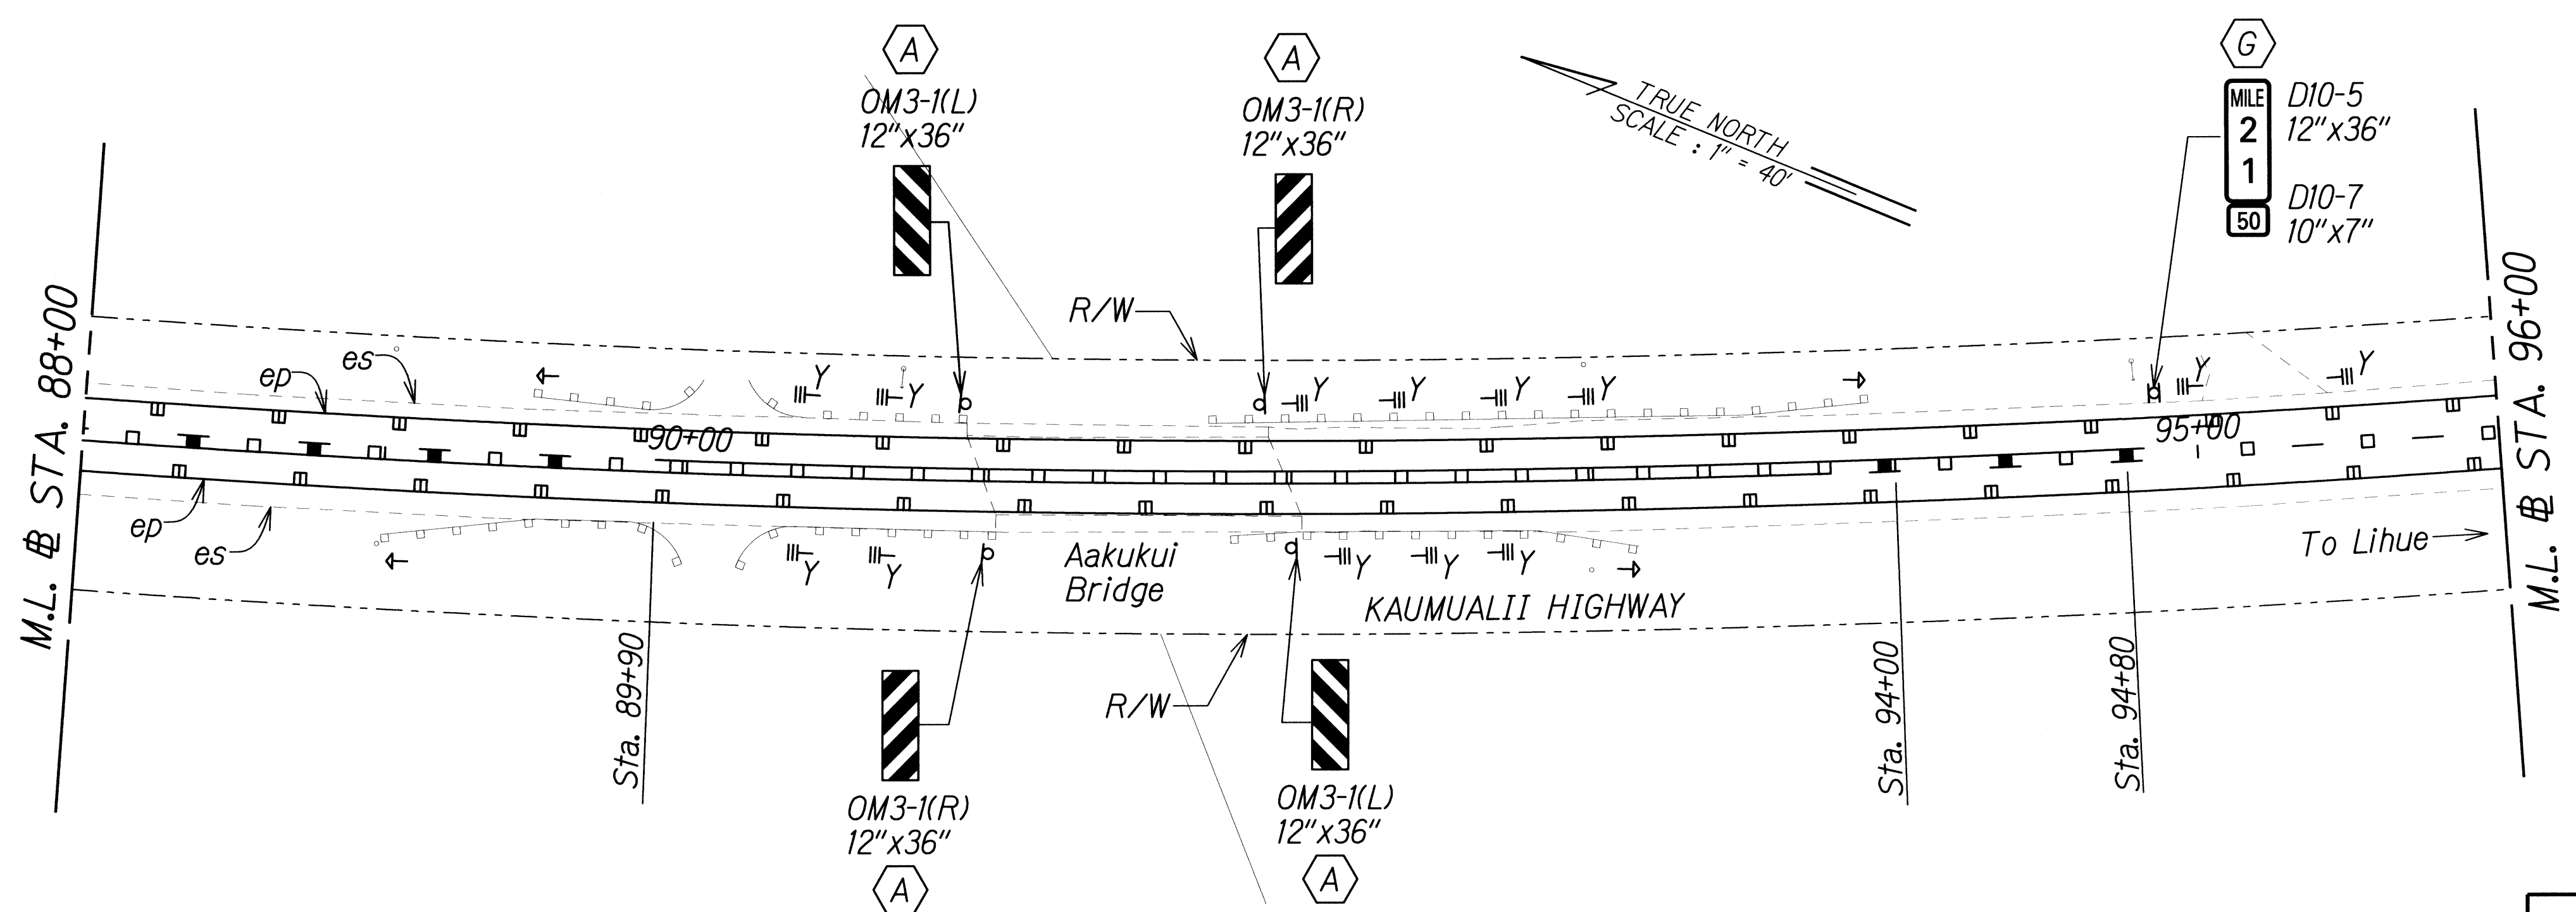 A
OM3-1(L)
12"x36"
A
OM3-1(R)
12"x36"
TRUE NORTH
SCALE : 1" = 40'
G
MILE
2
1
50
D10-5
12"x36"
D10-7
10"x7"
M.L. BL STA. 88+00
ep
es
R/W
Y
Y
Y
Y
Y
Y
Y
Y
90+00
95+00
M.L. BL STA. 96+00
ep
es
Y
Y
Aakukui
Bridge
Y
Y
Y
To Lihue
KAUMUALII HIGHWAY
Sta. 89+90
R/W
Sta. 94+00
Sta. 94+80
OM3-1(R)
12"x36"
A
OM3-1(L)
12"x36"
A